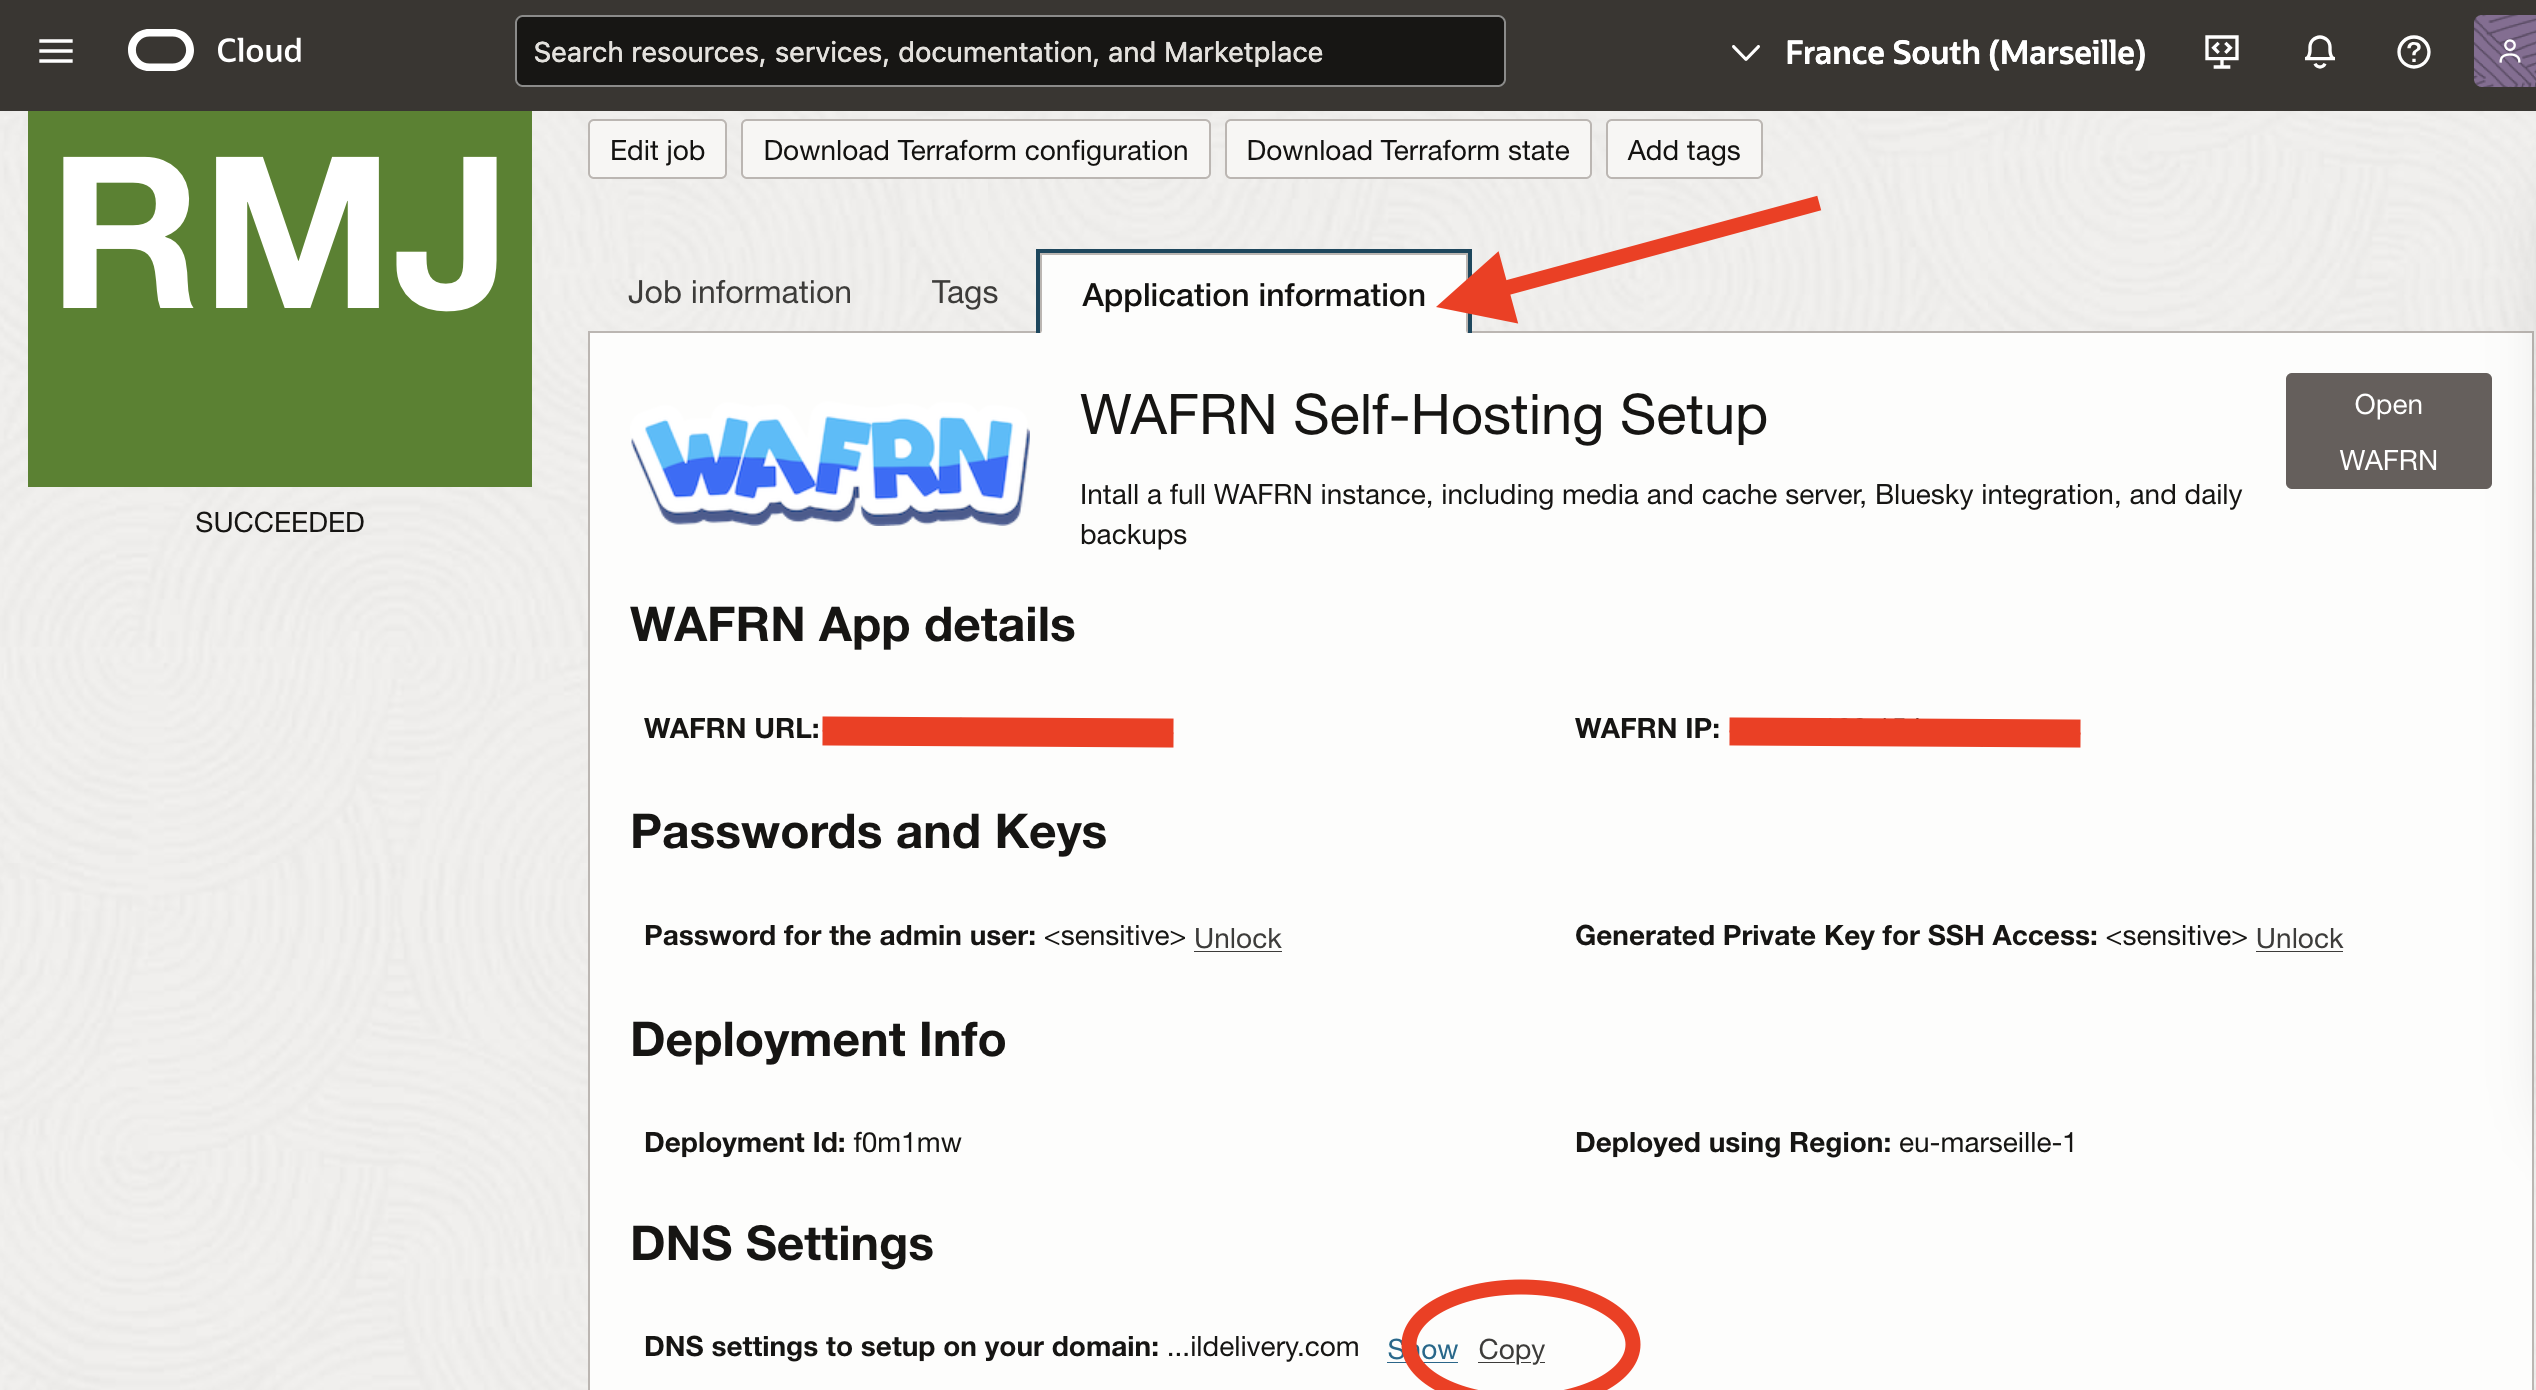 Cloud
Search resources, services, documentation, and Marketplace
France South (Marseille)
RMJ
SUCCEEDED
Edit job
Download Terraform configuration
Download Terraform state
Add tags
Job information
Tags
Application information
WAFRN
WAFRN Self-Hosting Setup
Intall a full WAFRN instance, including media and cache server, Bluesky integration, and daily
backups
Open
WAFRN
WAFRN App details
WAFRN URL:
WAFRN IP:
Passwords and Keys
Password for the admin user: <sensitive> Unlock
Generated Private Key for SSH Access: <sensitive> Unlock
Deployment Info
Deployment Id: f0m1mw
Deployed using Region: eu-marseille-1
DNS Settings
DNS settings to setup on your domain: ...ildelivery.com Show Copy